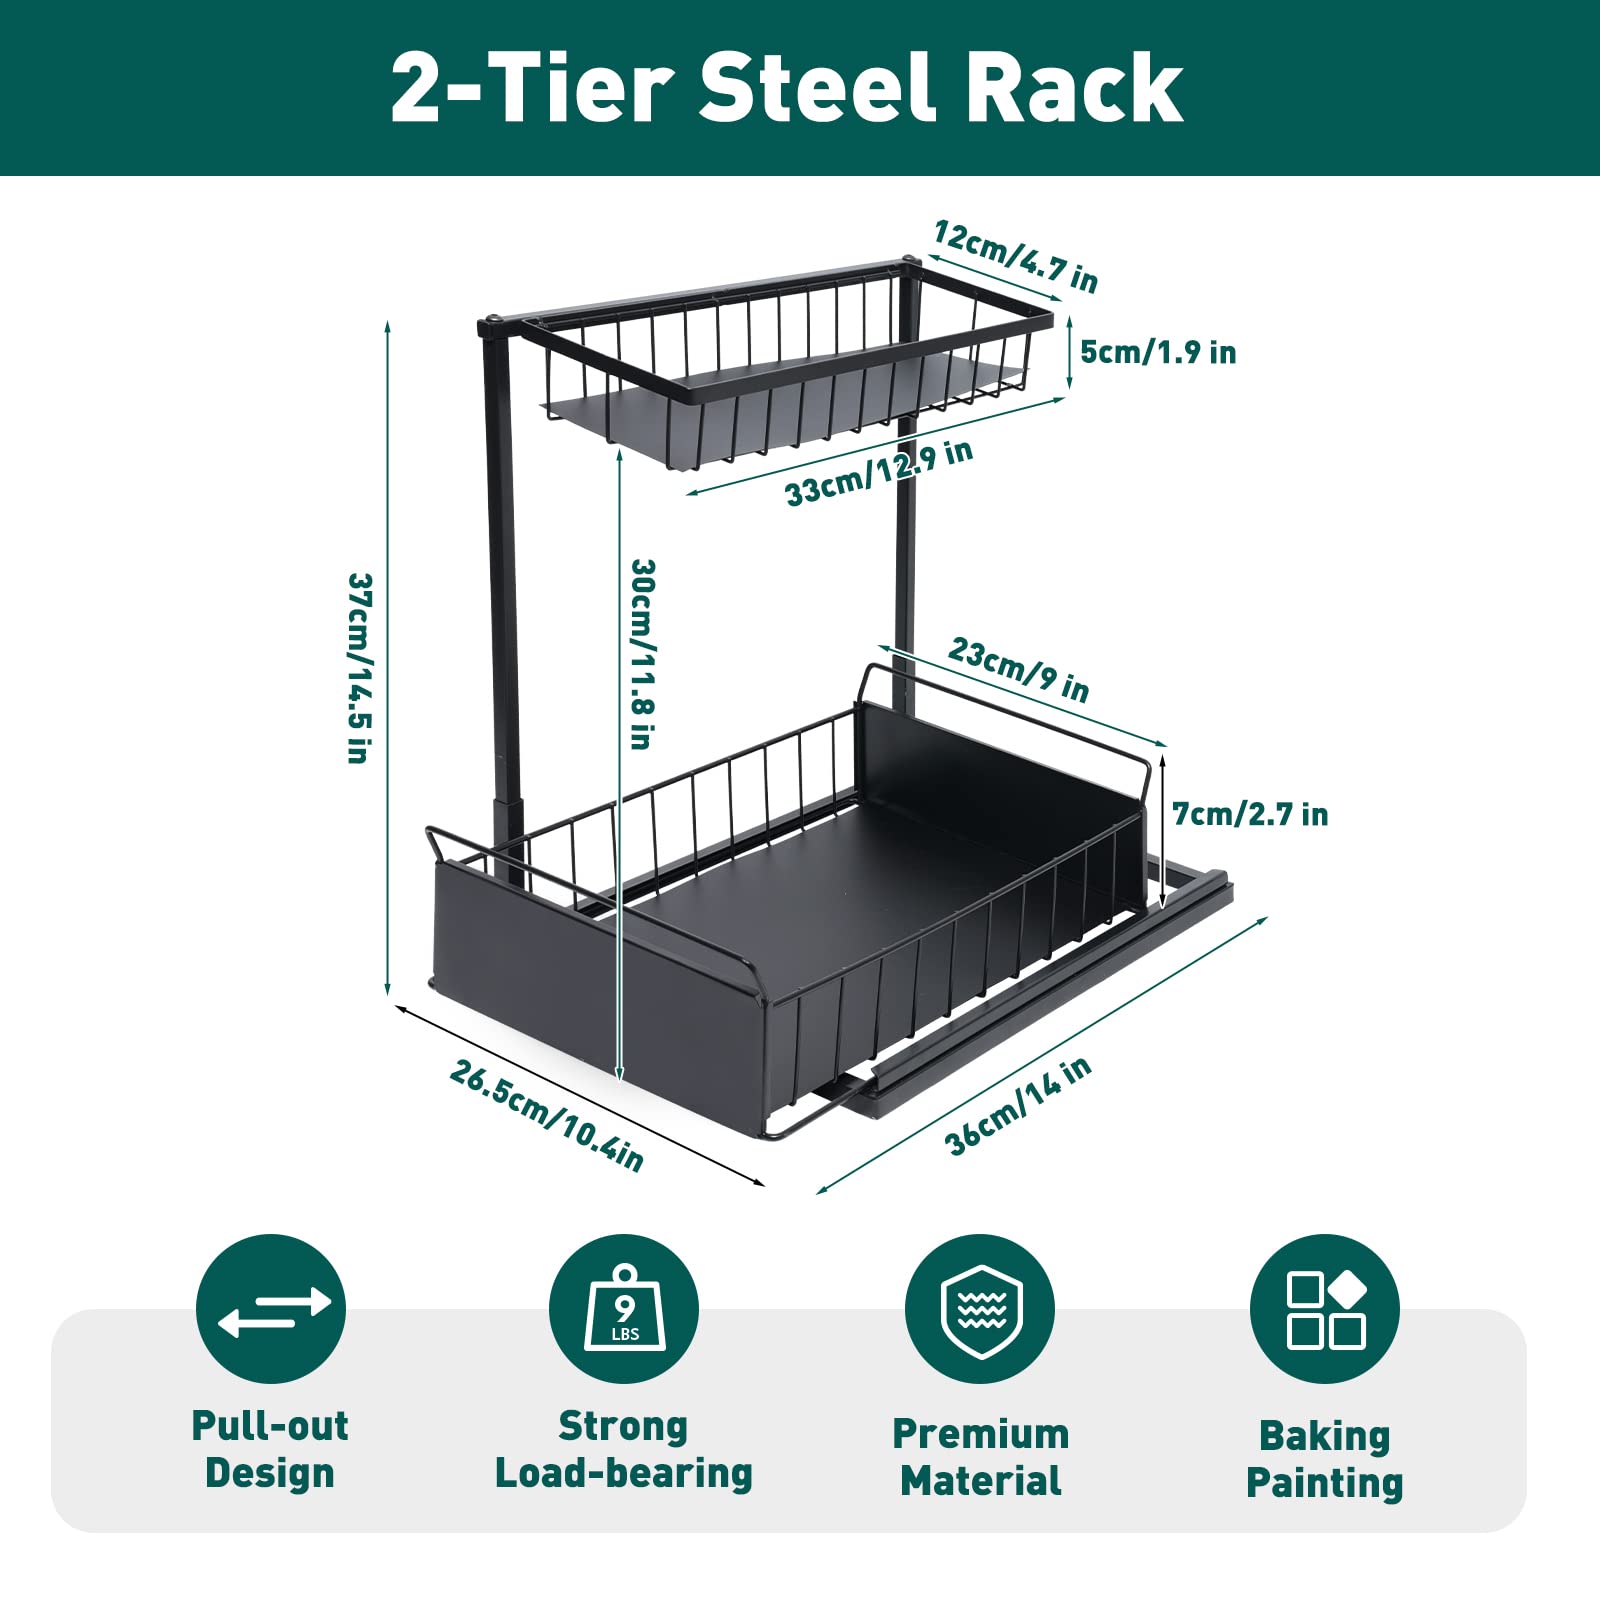 2-Tier Steel Rack
12cm/4.7 in
5cm/1.9 in
33cm/12.9 in
37cm/14.5 in
30cm/11.8 in
23cm/9 in
7cm/2.7 in
26.5cm/10.4in
36cm/14 in
9
LBS
Pull-out
Design
Strong
Load-bearing
Premium
Material
Baking
Painting